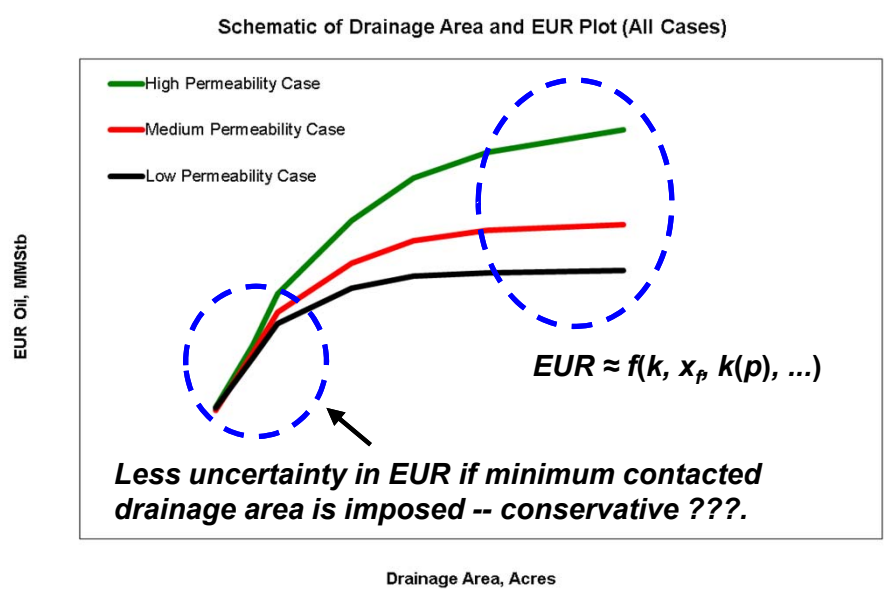 Schematic of Drainage Area and EUR Plot (All Cases)
High Permeability Case
Medium Permeability Case
Low Permeability Case
EUR Oil, MMStb
EUR ≈ f(k, xf, k(p), ...)
Less uncertainty in EUR if minimum contacted
drainage area is imposed -- conservative ???.
Drainage Area, Acres